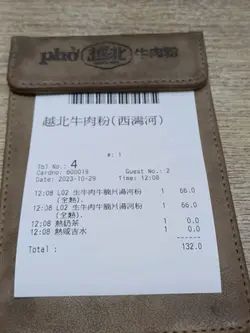 phở 越北 牛肉粉
越北牛肉粉(西灣河)
#: 1
Tbl No.: 4
Cardno: 600019 Guest No.: 2
Date: 2023-10-29 Time: 12:08
12:08 L02 生牛肉牛腩片湯河粉 1 66.0
(全熟).
12:08 L02 生牛肉牛腩片湯河粉 1 66.0
(全熟).
12:08 熱奶茶 1 0.0
12:08 熱咸吉水 1 0.0
Total : 132.0